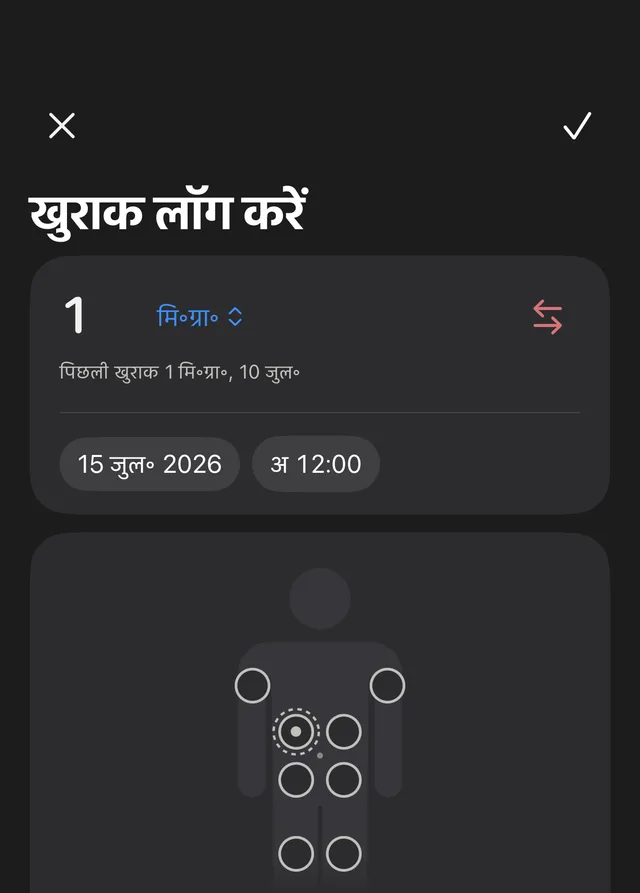 खुराक लॉग करें
1 मि॰ग्रा॰
पिछली खुराक 1 मि॰ग्रा॰, 10 जुल॰
15 जुल॰ 2026 अ 12:00